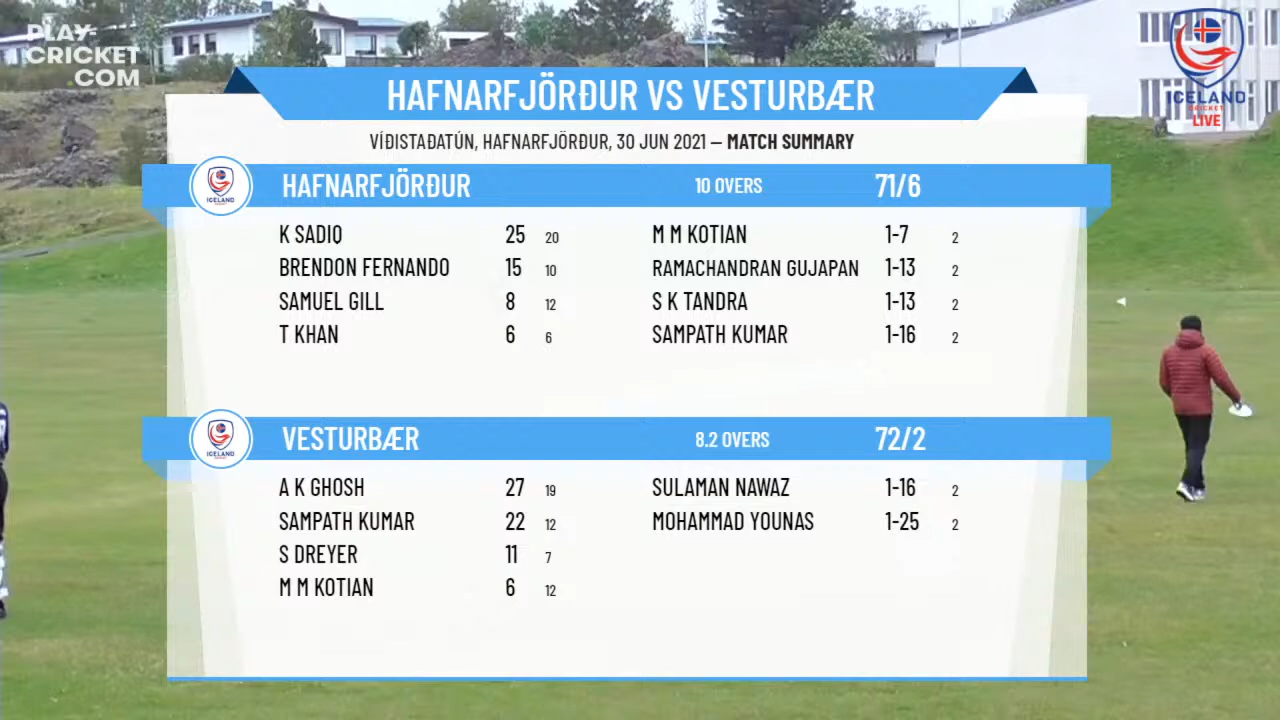 PLAY-
CRICKET
.COM
ICELAND
CRICKET
LIVE
HAFNARFJÖRÐUR VS VESTURBÆR
VÍÐISTAÐATÚN, HAFNARFJÖRÐUR, 30 JUN 2021 – MATCH SUMMARY
ICELAND
HAFNARFJÖRÐUR 10 OVERS 71/6
K SADIQ 25 20 M M KOTIAN 1-7 2
BRENDON FERNANDO 15 10 RAMACHANDRAN GUJAPAN 1-13 2
SAMUEL GILL 8 12 S K TANDRA 1-13 2
T KHAN 6 6 SAMPATH KUMAR 1-16 2
ICELAND
VESTURBÆR 8.2 OVERS 72/2
A K GHOSH 27 19 SULAMAN NAWAZ 1-16 2
SAMPATH KUMAR 22 12 MOHAMMAD YOUNAS 1-25 2
S DREYER 11 7
M M KOTIAN 6 12